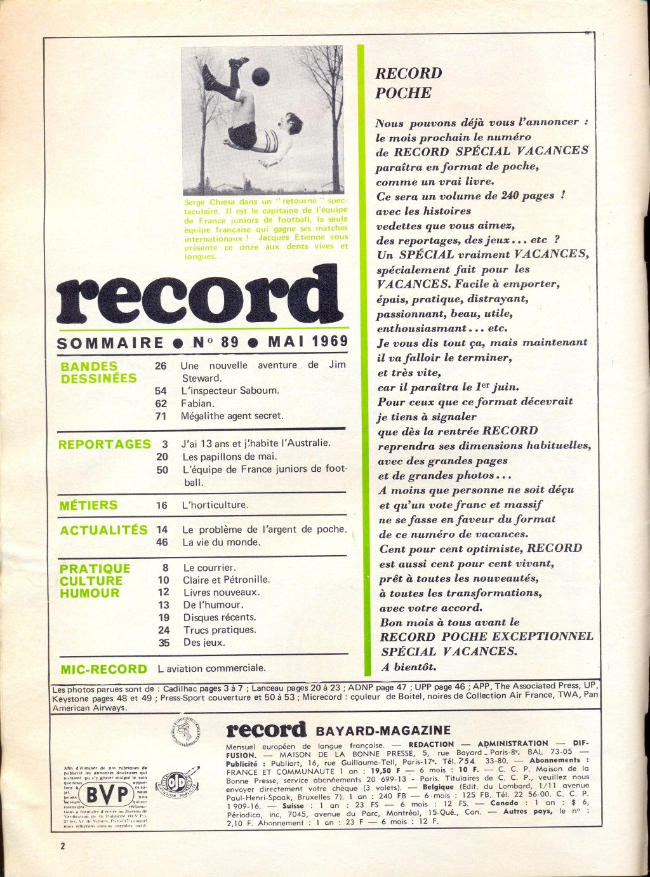 Serge Chiesa dans un "retourné" spec-
taculaire. Il est le capitaine de l'équipe
de France juniors de football, la seule
équipe française qui gagne ses matches
internationaux ! Jacques Etienne vous
présente ce onze aux dents vives et
longues.
record
SOMMAIRE ● Nº 89 ● MAI 1969
BANDES DESSINÉES
26 Une nouvelle aventure de Jim
Steward.
54 L'inspecteur Saboum.
62 Fabian.
71 Mégalithe agent secret.
REPORTAGES 3 J'ai 13 ans et j'habite l'Australie.
20 Les papillons de mai.
50 L'équipe de France juniors de foot-
ball.
MÉTIERS 16 L'horticulture.
ACTUALITÉS 14 Le problème de l'argent de poche.
46 La vie du monde.
PRATIQUE 8 Le courrier.
CULTURE 10 Claire et Pétronille.
HUMOUR 12 Livres nouveaux.
13 De l'humour.
19 Disques récents.
24 Trucs pratiques.
35 Des jeux.
MIC-RECORD L aviation commerciale.
RECORD
POCHE
Nous pouvons déjà vous l'annoncer :
le mois prochain le numéro
de RECORD SPÉCIAL VACANCES
paraîtra en format de poche,
comme un vrai livre.
Ce sera un volume de 240 pages !
avec les histoires
vedettes que vous aimez,
des reportages, des jeux... etc ?
Un SPÉCIAL vraiment VACANCES,
spécialement fait pour les
VACANCES. Facile à emporter,
épais, pratique, distrayant,
passionnant, beau, utile,
enthousiasmant... etc.
Je vous dis tout ça, mais maintenant
il va falloir le terminer,
et très vite,
car il paraîtra le 1er juin.
Pour ceux que ce format décevrait
je tiens à signaler
que dès la rentrée RECORD
reprendra ses dimensions habituelles,
avec des grandes pages
et de grandes photos...
A moins que personne ne soit déçu
et qu'un vote franc et massif
ne se fasse en faveur du format
de ce numéro de vacances.
Cent pour cent optimiste, RECORD
est aussi cent pour cent vivant,
prêt à toutes les nouveautés,
à toutes les transformations,
avec votre accord.
Bon mois à tous avant le
RECORD POCHE EXCEPTIONNEL
SPÉCIAL VACANCES.
A bientôt.
Les photos parues sont de : Cadilhac pages 3 à 7 ; Lanceau pages 20 à 23 ; ADNP page 47 ; UPP page 46 ; APP, The Associated Press, UP,
Keystone pages 48 et 49 ; Press-Sport couverture et 50 à 53 ; Micrecord : couleur de Boitel, noires de Collection Air France, TWA, Pan
American Airways.
record BAYARD-MAGAZINE
Mensuel européen de langue française. — REDACTION — ADMINISTRATION — DIF-
FUSION. — MAISON DE LA BONNE PRESSE, 5, rue Bayard - Paris-8e. BAL 73-05 —
Publicité : Publiart, 16, rue Guillaume-Tell, Paris-17e. Tél. 754 33-80. — Abonnements :
FRANCE ET COMMUNAUTE 1 an : 19,50 F — 6 mois : 10 F. — C. C. P. Maison de la
Bonne Presse, service abonnements 20 699-13 - Paris Titulaires de C. C. P., veuillez nous
envoyer directement votre chèque (3 volets). — Belgique (Edit. du Lombard, 1/11 avenue
Paul-Henri-Spaak, Bruxelles 7). 1 an : 240 FB — 6 mois : 125 FB. Tél. 22 56-00. C. C. P.
1 909-16. — Suisse : 1 an : 23 FS — 6 mois : 12 FS. — Canada : 1 an : $ 6,
Périodica, inc, 7045, avenue du Parc, Montréal, 15-Qué., Can. — Autres pays, le nº :
2,10 F. Abonnement : 1 an : 23 F — 6 mois : 12 F.
BVP
OJD
2